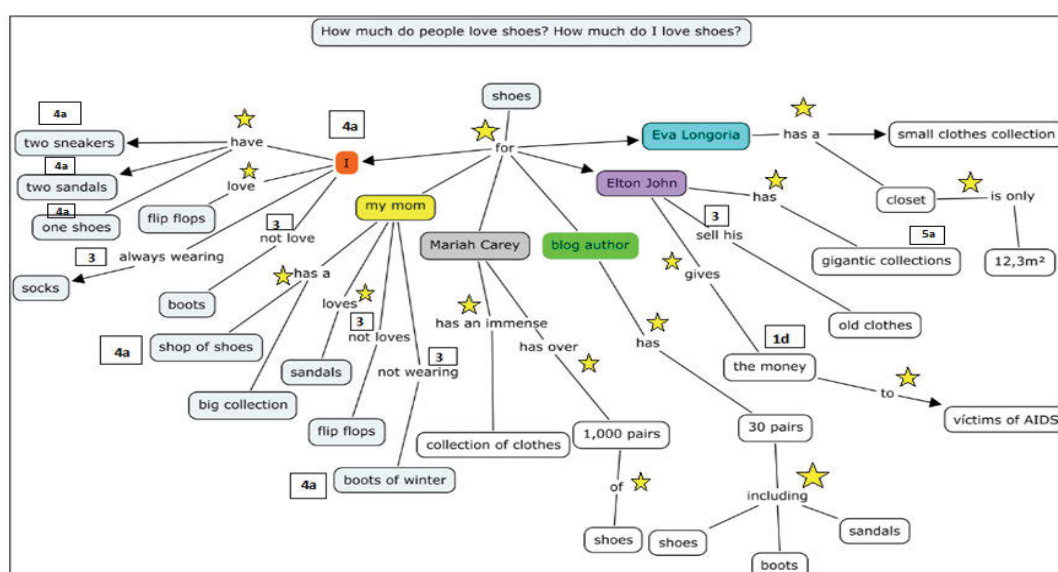 How much do people love shoes? How much do I love shoes?
shoes
for
4a
I
have
4a
two sneakers
4a
two sandals
4a
one shoes
love
flip flops
3
always wearing
socks
3
not love
boots
my mom
has a
4a
shop of shoes
big collection
loves
sandals
3
not loves
flip flops
3
not wearing
4a
boots of winter
Mariah Carey
has an immense
collection of clothes
has over
1,000 pairs
of
shoes
blog author
has
30 pairs
including
shoes
boots
sandals
Elton John
has
5a
gigantic collections
3
sell his
old clothes
gives
1d
the money
to
víctims of AIDS
Eva Longoria
has a
small clothes collection
closet
is only
12,3m²